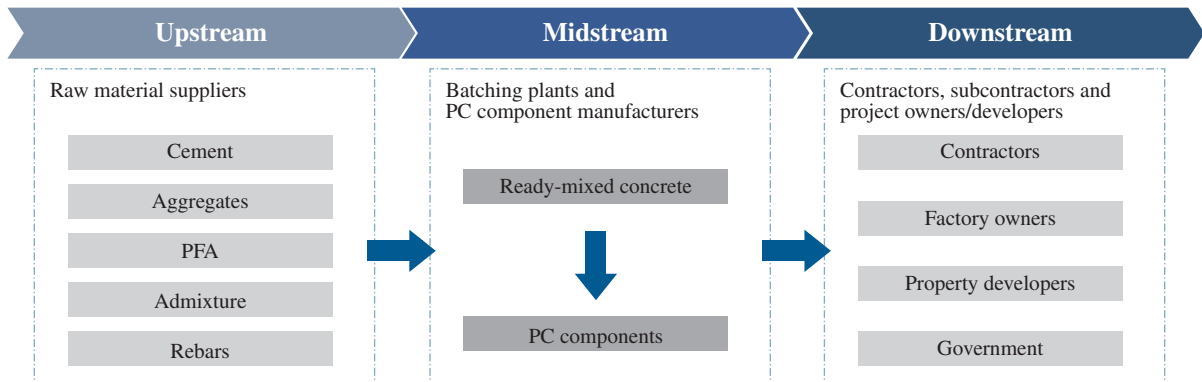 Upstream
Midstream
Downstream
Raw material suppliers
Cement
Aggregates
PFA
Admixture
Rebars
Batching plants and
PC component manufacturers
Ready-mixed concrete
PC components
Contractors, subcontractors and
project owners/developers
Contractors
Factory owners
Property developers
Government